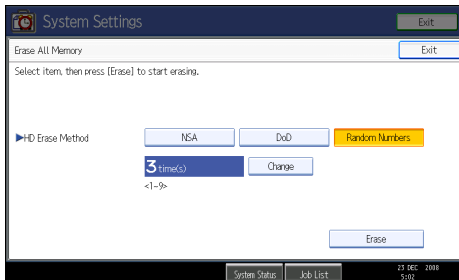 System Settings
Exit
Erase All Memory
Exit
Select item, then press [Erase] to start erasing.
►HD Erase Method
NSA
DoD
Random Numbers
3 time(s)
Change
<1-9>
Erase
System Status
Job List
23 DEC 2008
5:02